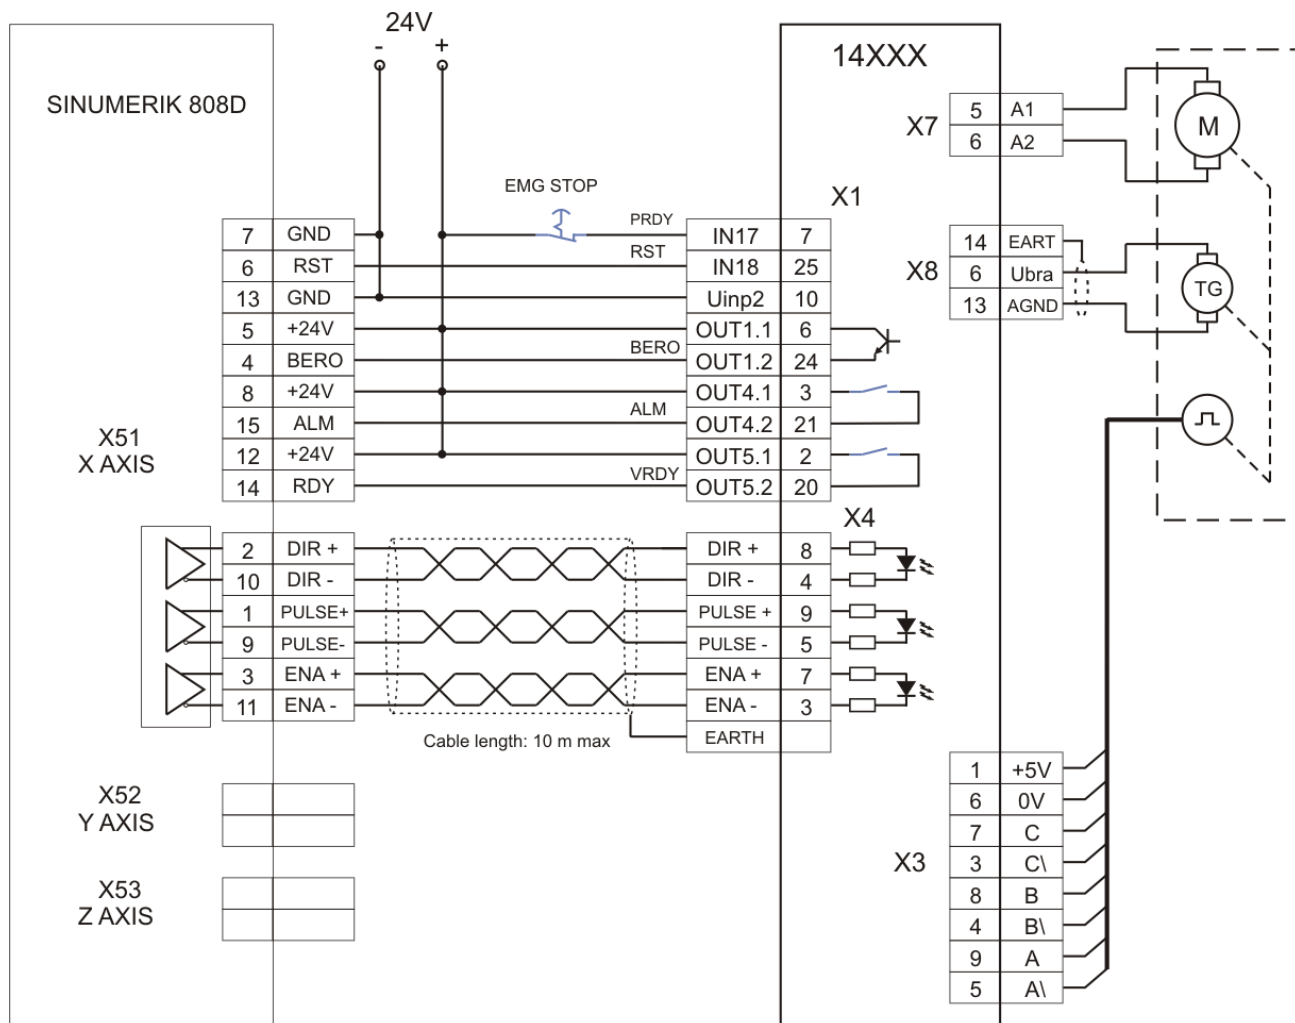 24V
- +
SINUMERIK 808D
14XXX
X7
5 A1
6 A2
M
EMG STOP
X1
PRDY
7 GND
IN17 7
RST
6 RST
IN18 25
13 GND
Uinp2 10
5 +24V
OUT1.1 6
BERO
4 BERO
OUT1.2 24
8 +24V
OUT4.1 3
ALM
15 ALM
OUT4.2 21
12 +24V
OUT5.1 2
VRDY
14 RDY
OUT5.2 20
X51
X AXIS
X8
14 EART
6 Ubra
13 AGND
TG
X4
2 DIR +
DIR + 8
10 DIR -
DIR - 4
1 PULSE+
PULSE + 9
9 PULSE-
PULSE - 5
3 ENA +
ENA + 7
11 ENA -
ENA - 3
EARTH
Cable length: 10 m max
X52
Y AXIS
X53
Z AXIS
X3
1 +5V
6 0V
7 C
3 C\
8 B
4 B\
9 A
5 A\